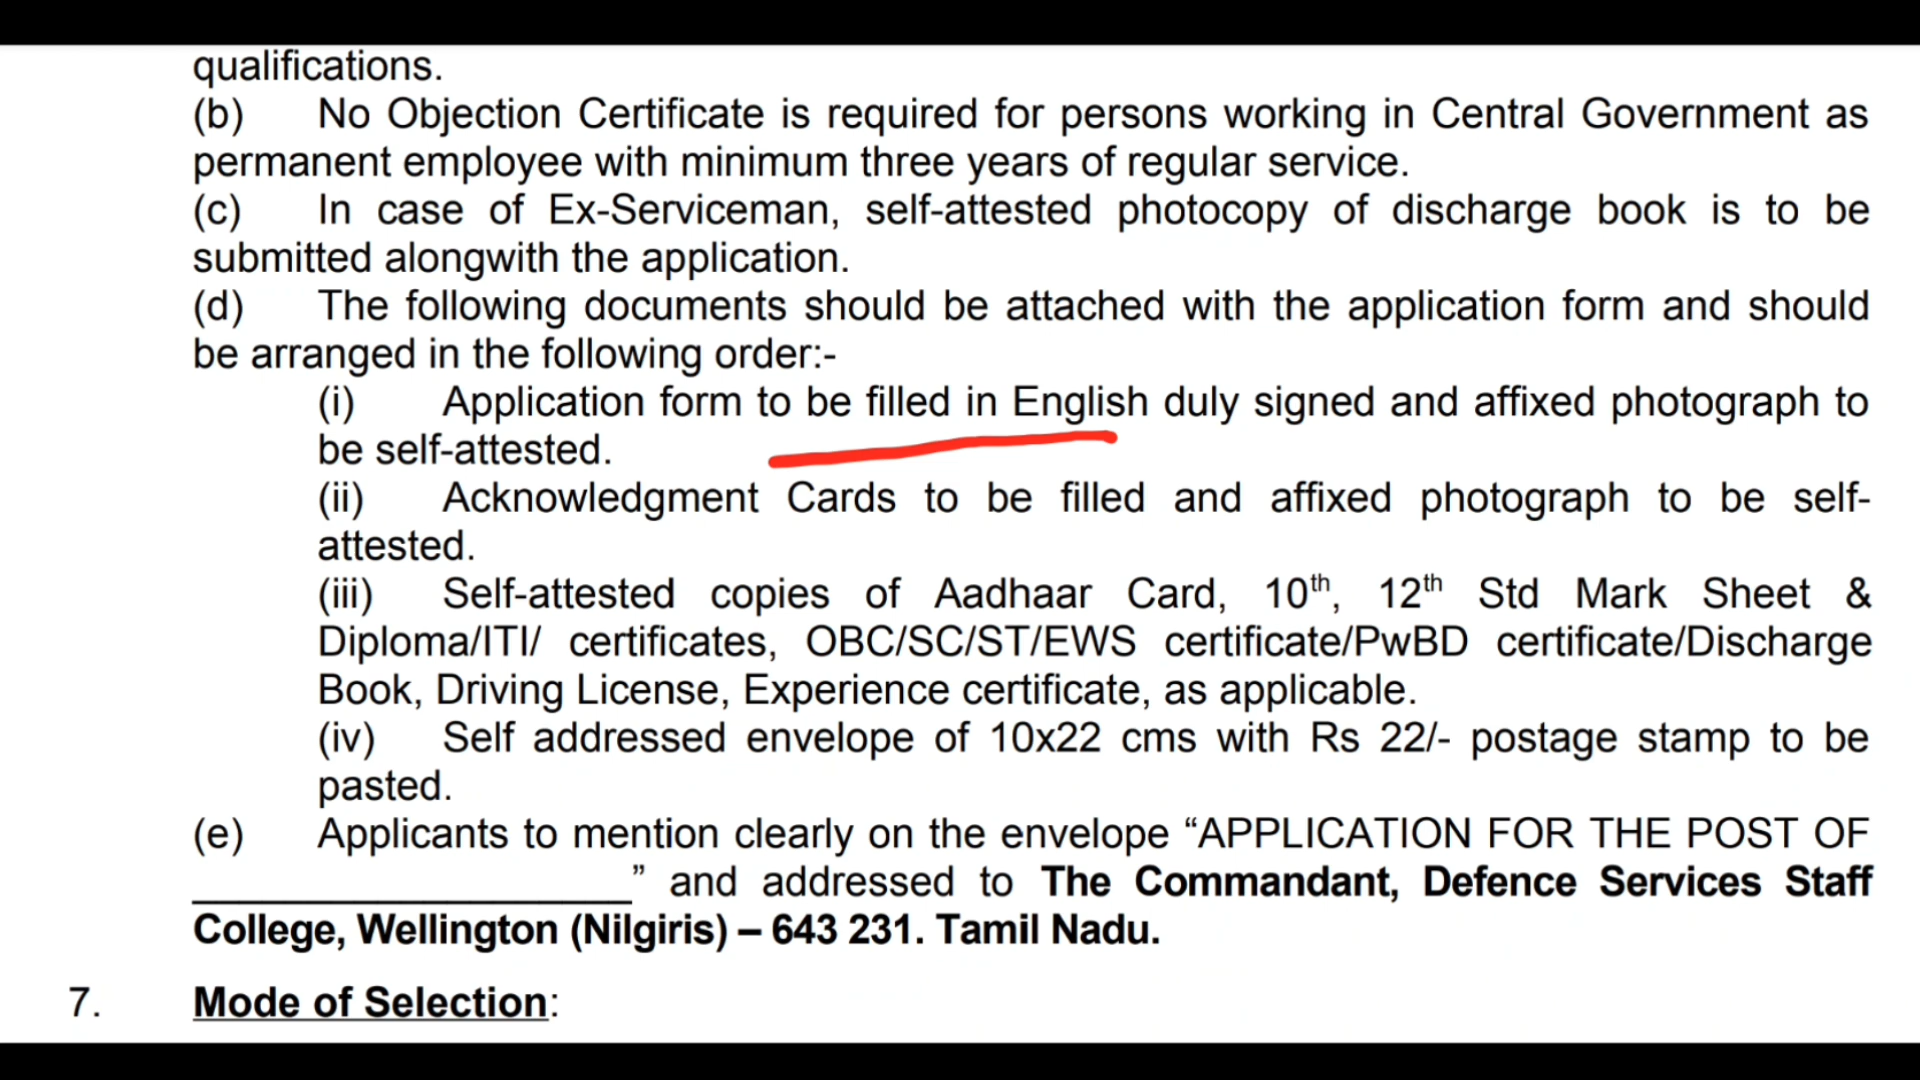 qualifications.
(b) No Objection Certificate is required for persons working in Central Government as
permanent employee with minimum three years of regular service.
(c) In case of Ex-Serviceman, self-attested photocopy of discharge book is to be
submitted alongwith the application.
(d) The following documents should be attached with the application form and should
be arranged in the following order:-
(i) Application form to be filled in English duly signed and affixed photograph to
be self-attested.
(ii) Acknowledgment Cards to be filled and affixed photograph to be self-
attested.
(iii) Self-attested copies of Aadhaar Card, 10th, 12th Std Mark Sheet &
Diploma/ITI/ certificates, OBC/SC/ST/EWS certificate/PwBD certificate/Discharge
Book, Driving License, Experience certificate, as applicable.
(iv) Self addressed envelope of 10x22 cms with Rs 22/- postage stamp to be
pasted.
(e) Applicants to mention clearly on the envelope “APPLICATION FOR THE POST OF
____________________” and addressed to The Commandant, Defence Services Staff
College, Wellington (Nilgiris) – 643 231. Tamil Nadu.
7. Mode of Selection: